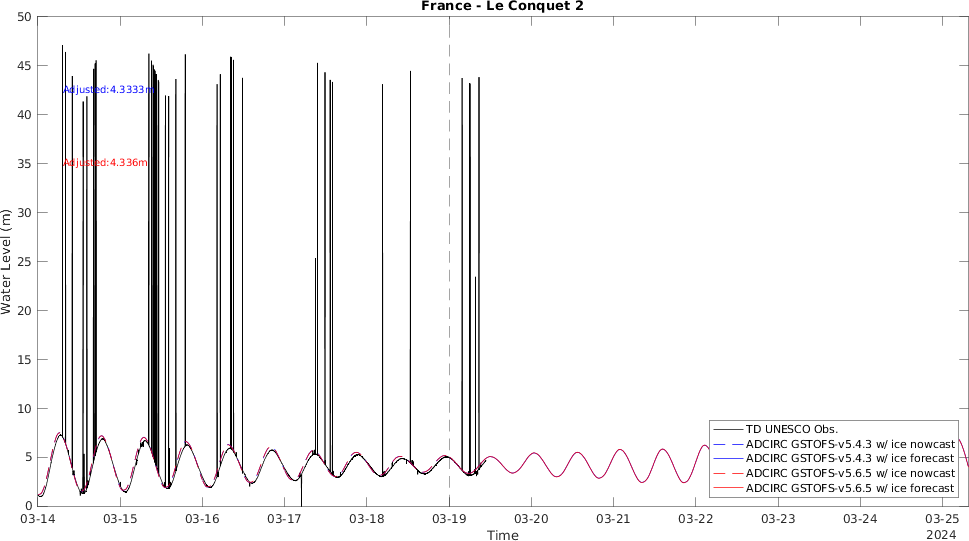 France - Le Conquet 2
50
45
40
35
30
25
20
15
10
5
0
Water Level (m)
Adjusted:4.3333m
Adjusted:4.336m
TD UNESCO Obs.
ADCIRC GSTOFS-v5.4.3 w/ ice nowcast
ADCIRC GSTOFS-v5.4.3 w/ ice forecast
ADCIRC GSTOFS-v5.6.5 w/ ice nowcast
ADCIRC GSTOFS-v5.6.5 w/ ice forecast
03-14 03-15 03-16 03-17 03-18 03-19 03-20 03-21 03-22 03-23 03-24 03-25
Time
2024